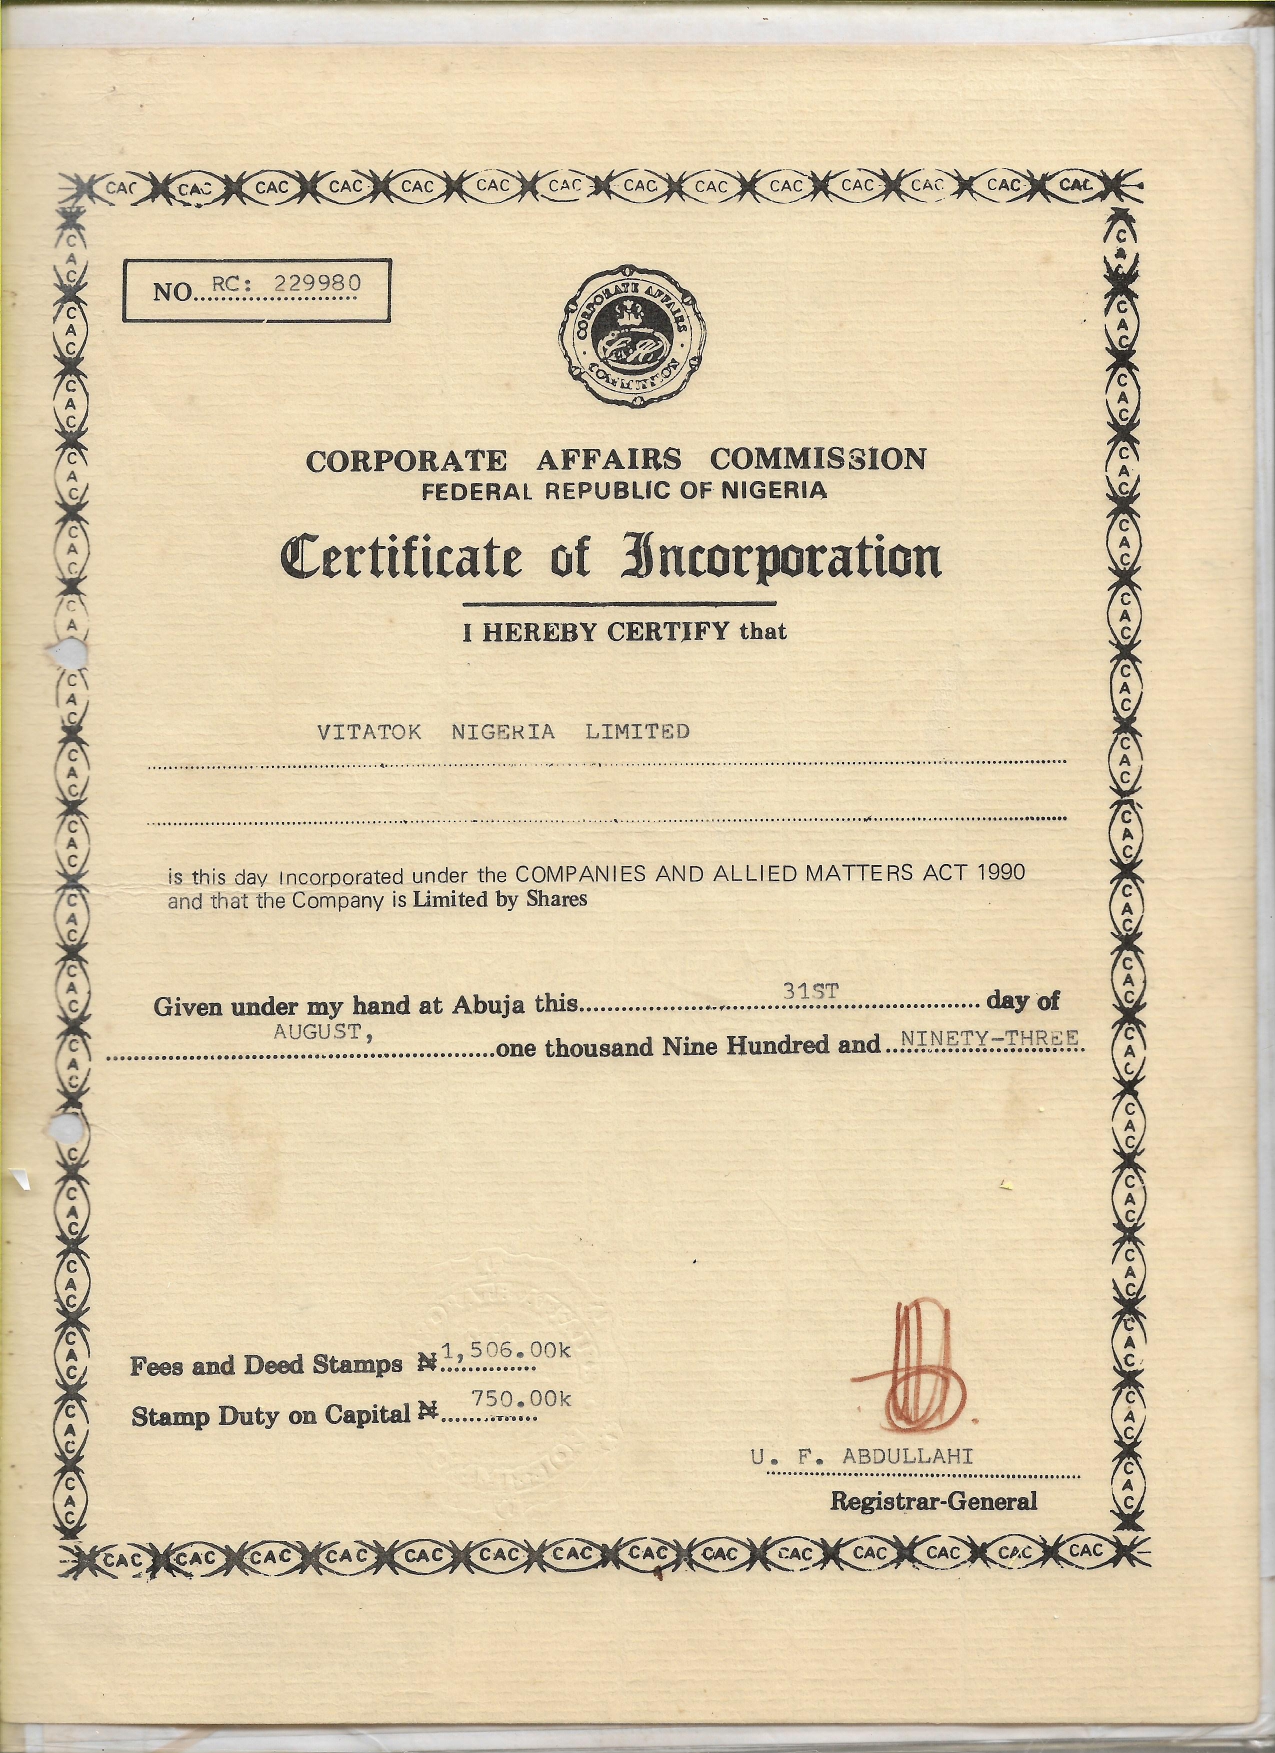 CAC CAC CAC CAC CAC CAC CAC CAC CAC CAC CAC CAC CAC CAC
NO. RC: 229980
CORPORATE AFFAIRS
COMMISSION
CORPORATE AFFAIRS COMMISSION
FEDERAL REPUBLIC OF NIGERIA
Certificate of Incorporation
I HEREBY CERTIFY that
VITATOK NIGERIA LIMITED
is this day Incorporated under the COMPANIES AND ALLIED MATTERS ACT 1990
and that the Company is Limited by Shares
Given under my hand at Abuja this 31ST day of
AUGUST, one thousand Nine Hundred and NINETY-THREE
Fees and Deed Stamps ₦1,506.00k
Stamp Duty on Capital ₦ 750.00k
U. F. ABDULLAHI
Registrar-General
CAC CAC CAC CAC CAC CAC CAC CAC CAC CAC CAC CAC CAC CAC